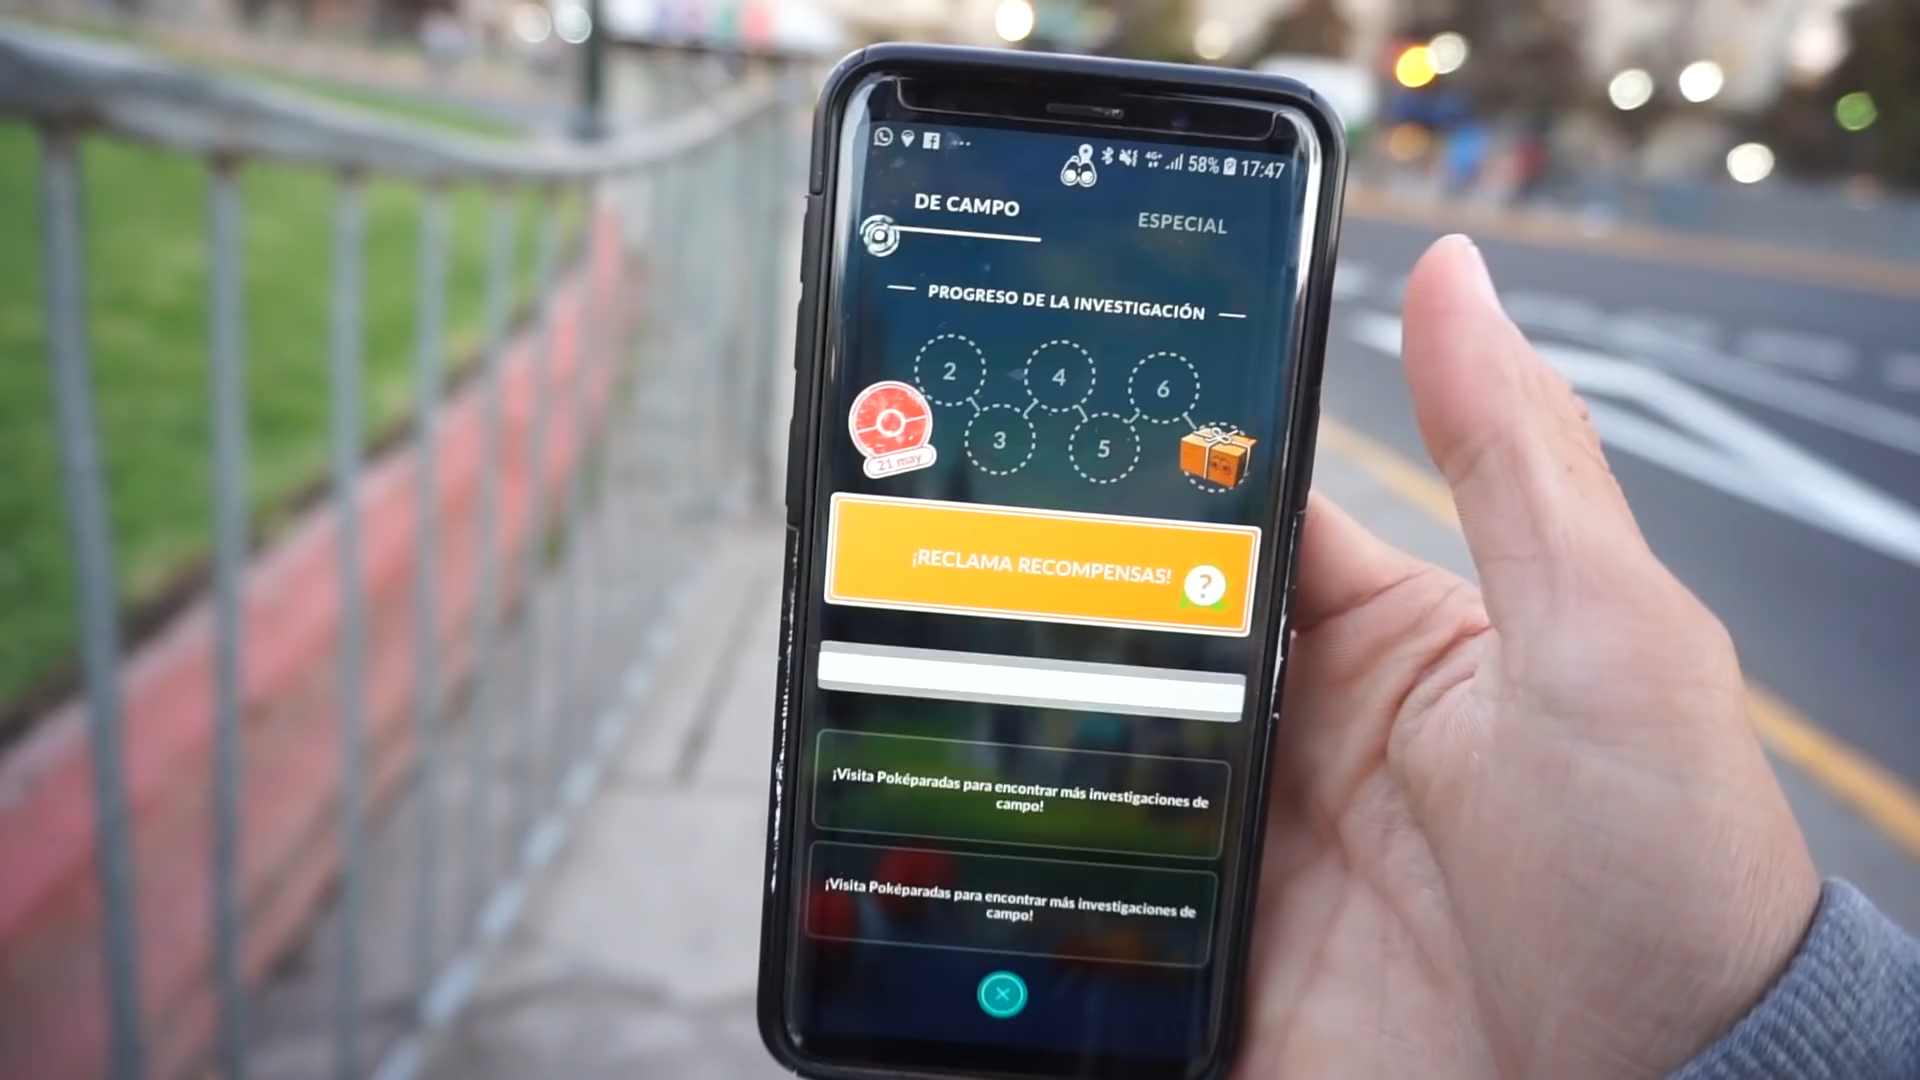 58% 17:47
DE CAMPO
ESPECIAL
PROGRESO DE LA INVESTIGACIÓN
2 4 6
3 5
21 may
¡RECLAMA RECOMPENSAS! ?
¡Visita Poképaradas para encontrar más investigaciones de
campo!
¡Visita Poképaradas para encontrar más investigaciones de
campo!